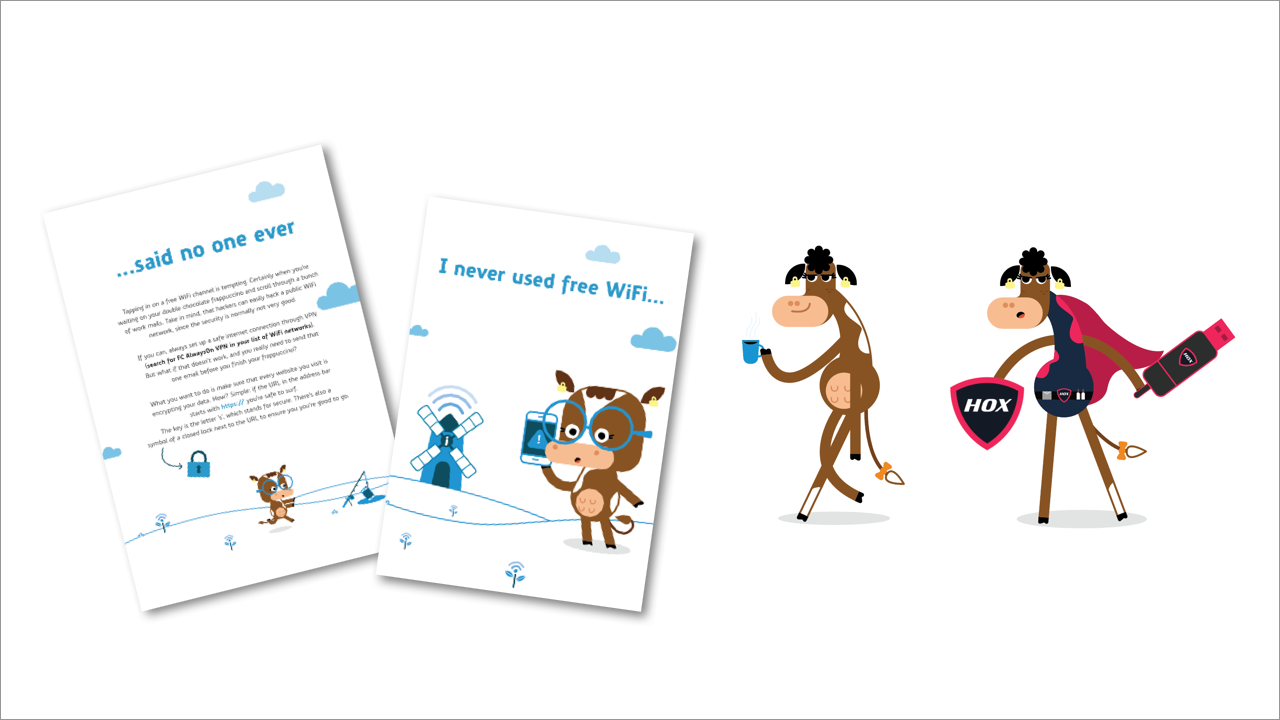 ...said no one ever
Tapping in on a free WiFi channel is tempting. Certainly when you're
waiting on your double chocolate frappuccino and scroll through a bunch
of work mails. Take in mind, that hackers can easily hack a public WiFi
network, since the security is normally not very good.
If you can, always set up a safe internet connection through VPN
(search for FC AlwaysOn VPN in your list of WiFi networks).
But what if that doesn't work, and you really need to send that
one email before you finish your frappuccino?
What you want to do is make sure that every website you visit is
encrypting your data. How? Simple: if the URL in the address bar
starts with https:// you're safe to surf.
The key is the letter 's', which stands for secure. There's also a
symbol of a closed lock next to the URL to ensure you you're good to go.
I never used free WiFi...
i
!
HOX
HOX
HOX